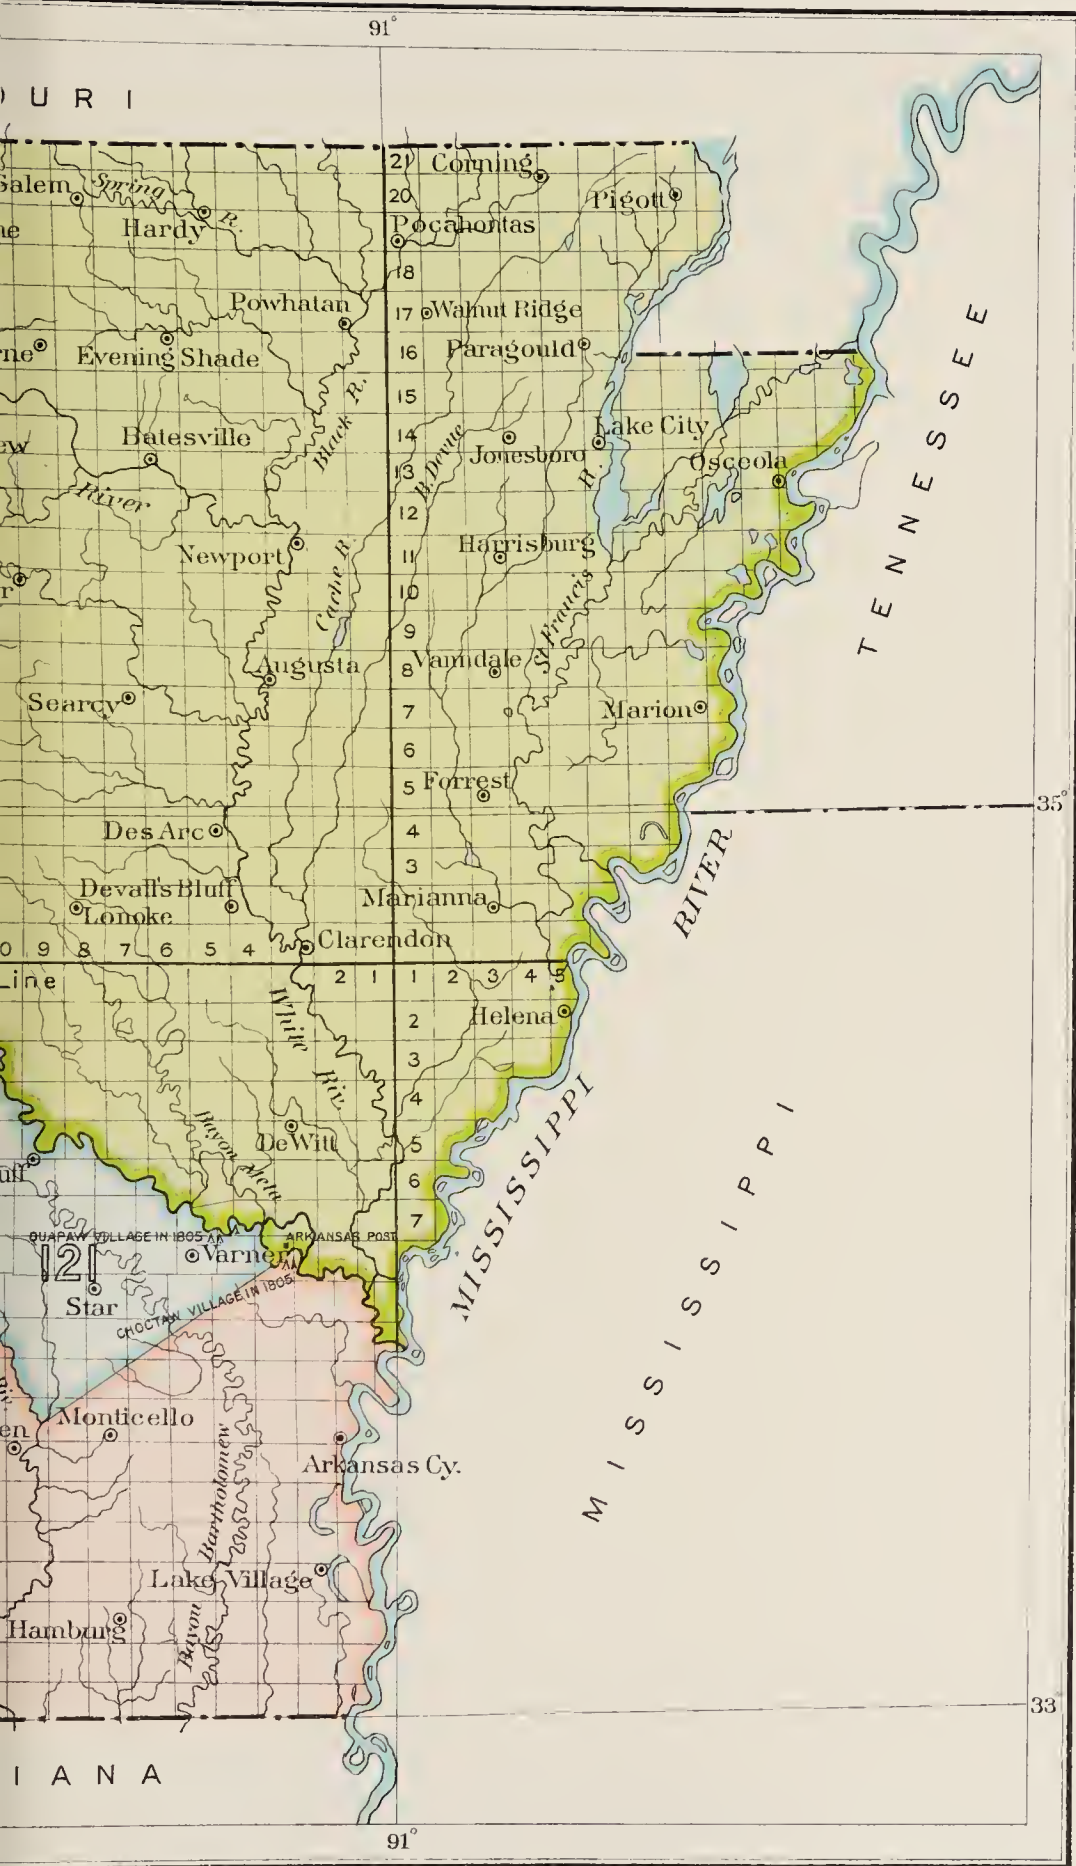 91°
OURI
21
Corning
Salem
Spring
R.
20
Pigott
Hardy
Pocahontas
18
Powhatan
17
Walnut Ridge
16
Paragould
Evening Shade
15
Black R.
14
Lake City
Batesville
B. Devue
Jonesboro
R.
Osceola
13
River
12
TENNESSEE
Newport
11
Harrisburg
Cache R.
10
St Francis
9
8
Vanndale
Augusta
Searcy
7
Marion
6
5
Forrest
35°
Des Arc
4
3
RIVER
Devall's Bluff
Marianna
Lonoke
0 9 8 7 6 5 4
Clarendon
Line
2 1 1 2 3 4 5
White
Riv.
2
Helena
3
4
MISSISSIPPI
Bayou Meta
DeWitt
5
uff
6
7
QUAPAW VILLAGE IN 1805
ARKANSAS POST
121
Varner
Star
CHOCTAW VILLAGE IN 1805
MISSISSIPPI
Monticello
en
Arkansas Cy.
Bayou Bartholomew
Lake Village
Hamburg
33
IANA
91°